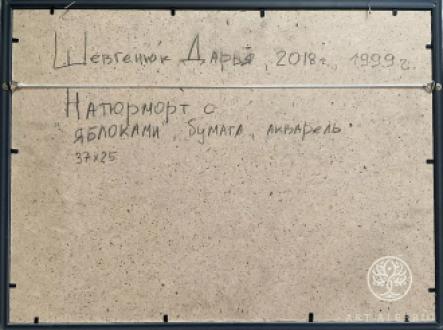 Шевгенюк Дарья, 2018г, 1999г.
Натюрморт с
"яблоками", бумага, акварель
37х25